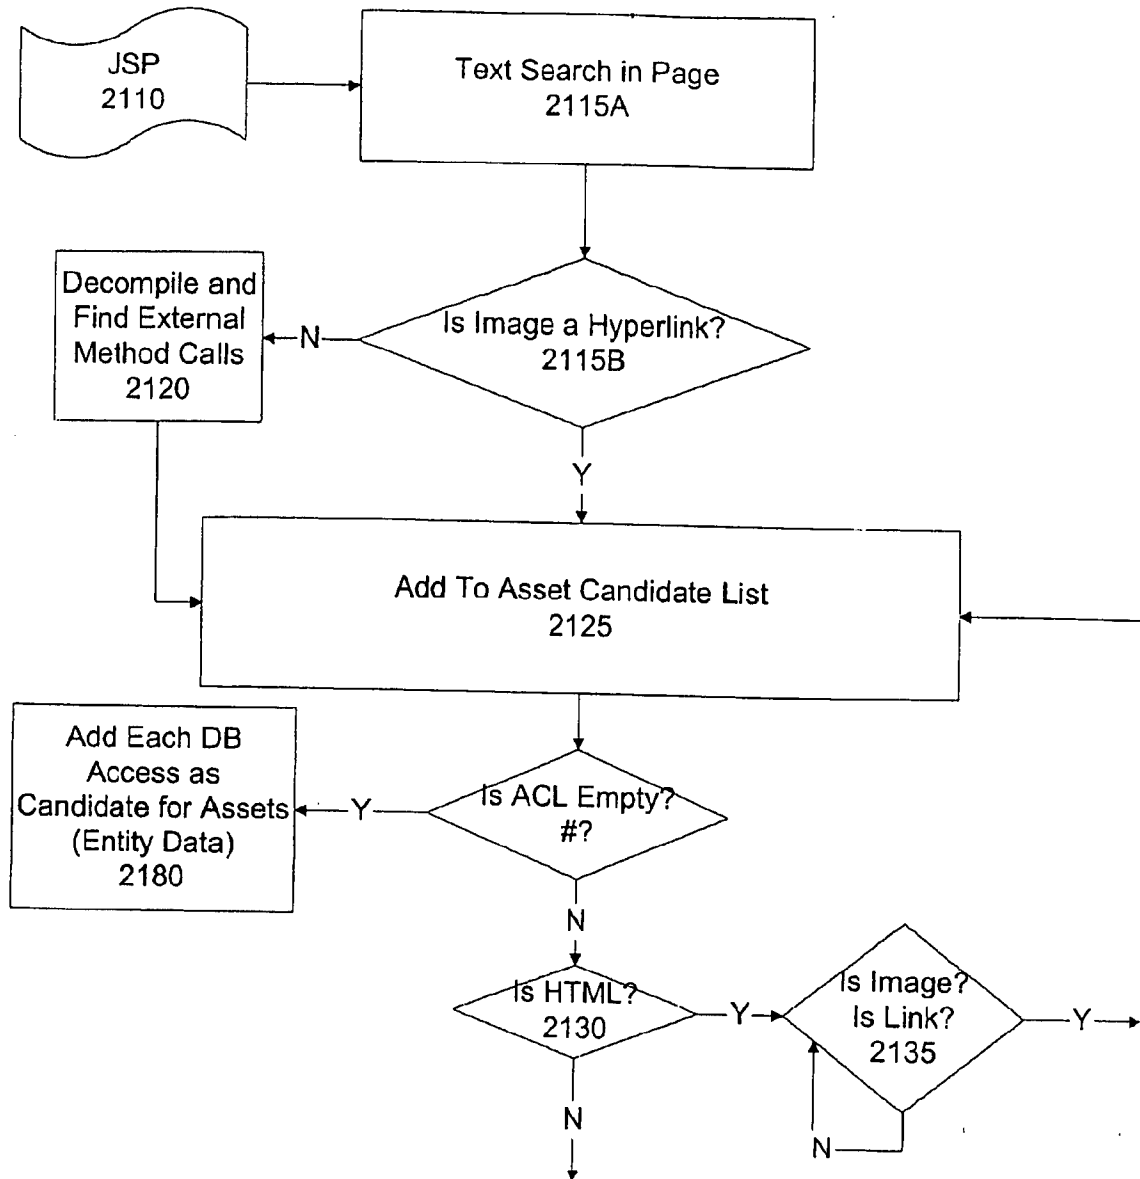 JSP
2110
Text Search in Page
2115A
Decompile and
Find External
Method Calls
2120
N
Is Image a Hyperlink?
2115B
Y
Add To Asset Candidate List
2125
Add Each DB
Access as
Candidate for Assets
(Entity Data)
2180
Y
Is ACL Empty?
#?
N
Is HTML?
2130
Y
Is Image?
Is Link?
2135
Y
N
N